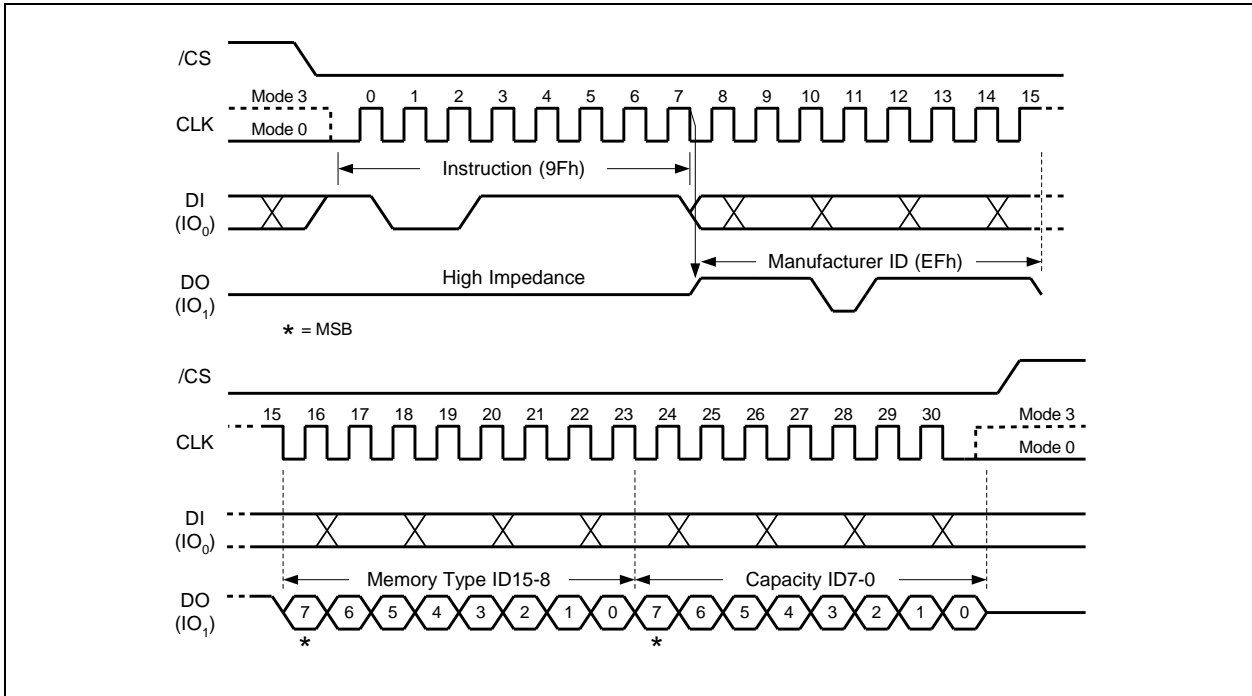 /CS
Mode 3 0 1 2 3 4 5 6 7 8 9 10 11 12 13 14 15
CLK
Mode 0
Instruction (9Fh)
DI
(IO0)
Manufacturer ID (EFh)
High Impedance
DO
(IO1)
* = MSB
/CS
15 16 17 18 19 20 21 22 23 24 25 26 27 28 29 30 Mode 3
CLK
Mode 0
DI
(IO0)
Memory Type ID15-8 Capacity ID7-0
DO
(IO1)
7 6 5 4 3 2 1 0 7 6 5 4 3 2 1 0
* *